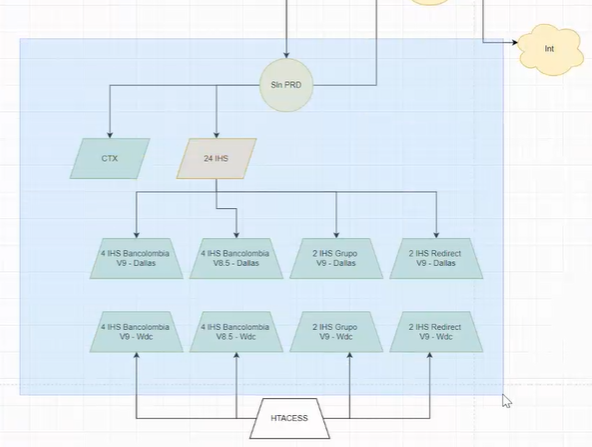 Int
SIn PRD
CTX
24 IHS
4 IHS Bancolombia
V9 - Dallas
4 IHS Bancolombia
V8.5 - Dallas
2 IHS Grupo
V9 - Dallas
2 IHS Redirect
V9 - Dallas
4 IHS Bancolombia
V9 - Wdc
4 IHS Bancolombia
V8.5 - Wdc
2 IHS Grupo
V9 - Wdc
2 IHS Redirect
V9 - Wdc
HTACESS